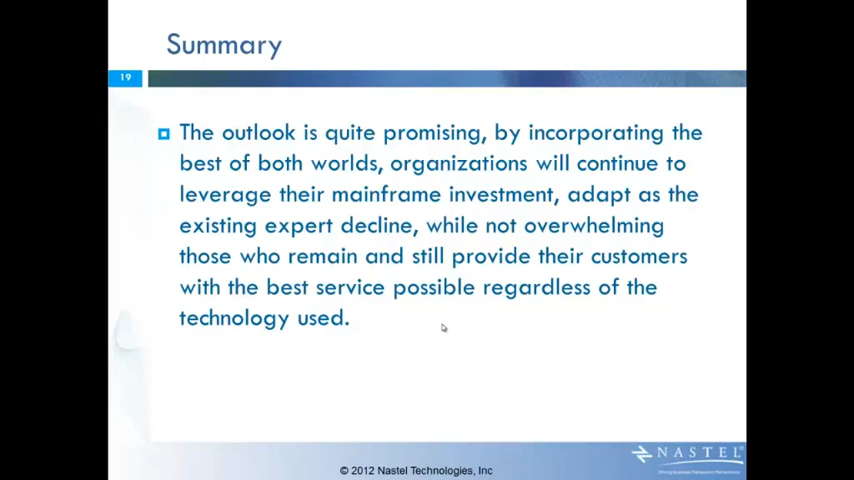 Summary
19
The outlook is quite promising, by incorporating the
best of both worlds, organizations will continue to
leverage their mainframe investment, adapt as the
existing expert decline, while not overwhelming
those who remain and still provide their customers
with the best service possible regardless of the
technology used.
NASTEL
© 2012 Nastel Technologies, Inc